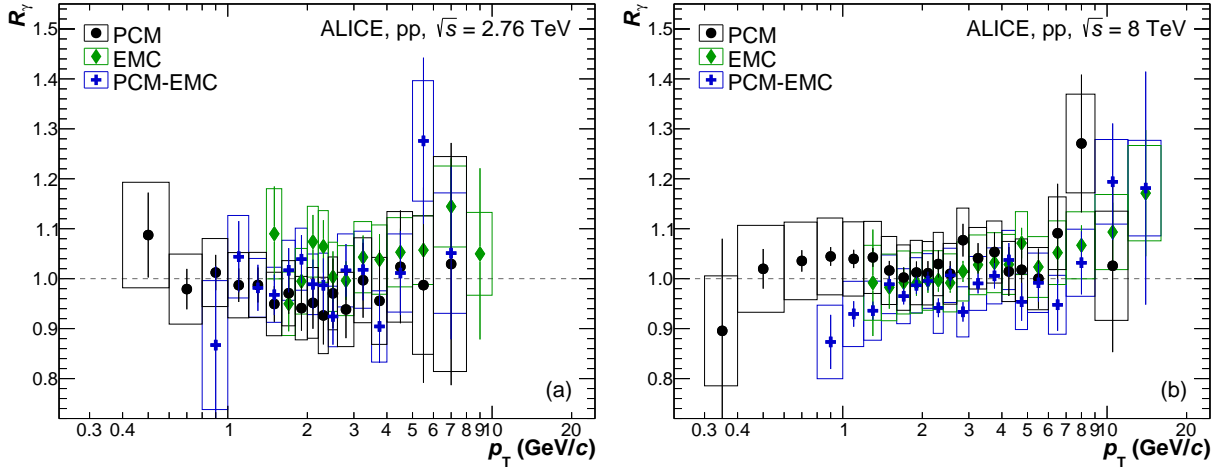 R_γ
1.5
1.4
1.3
1.2
1.1
1.0
0.9
0.8
ALICE, pp, √s = 2.76 TeV
PCM
EMC
PCM-EMC
(a)
0.3 0.4 1 2 3 4 5 6 7 8 9 10 20
p_T (GeV/c)
R_γ
1.5
1.4
1.3
1.2
1.1
1.0
0.9
0.8
ALICE, pp, √s = 8 TeV
PCM
EMC
PCM-EMC
(b)
0.3 0.4 1 2 3 4 5 6 7 8 9 10 20
p_T (GeV/c)